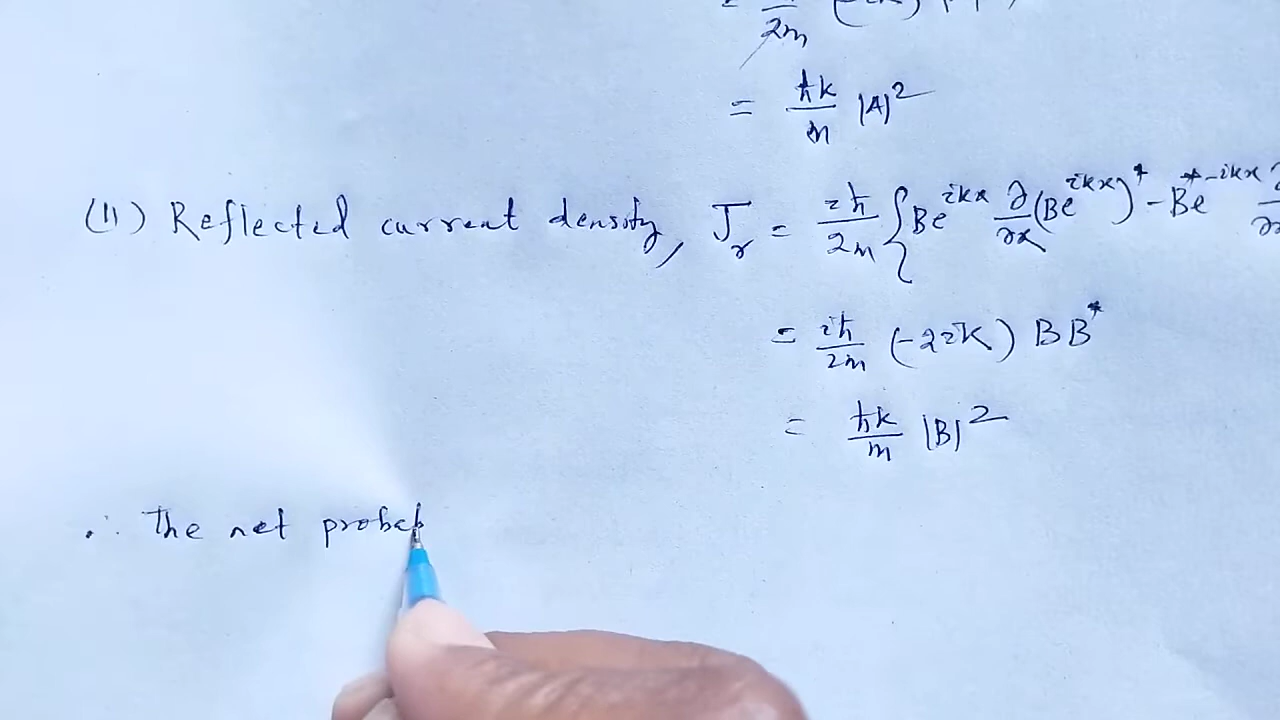 2m
= ħk/m |A|²
(II) Reflected current density, J_r = iħ/2m { Be^{ikx} ∂/∂x (Be^{ikx})* - B*e^{-ikx} ∂
= iħ/2m (-2ik) BB*
= ħk/m |B|²
∴ The net probab